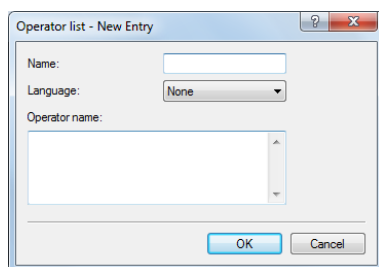 Operator list - New Entry
Name:
Language: None
Operator name:
OK Cancel